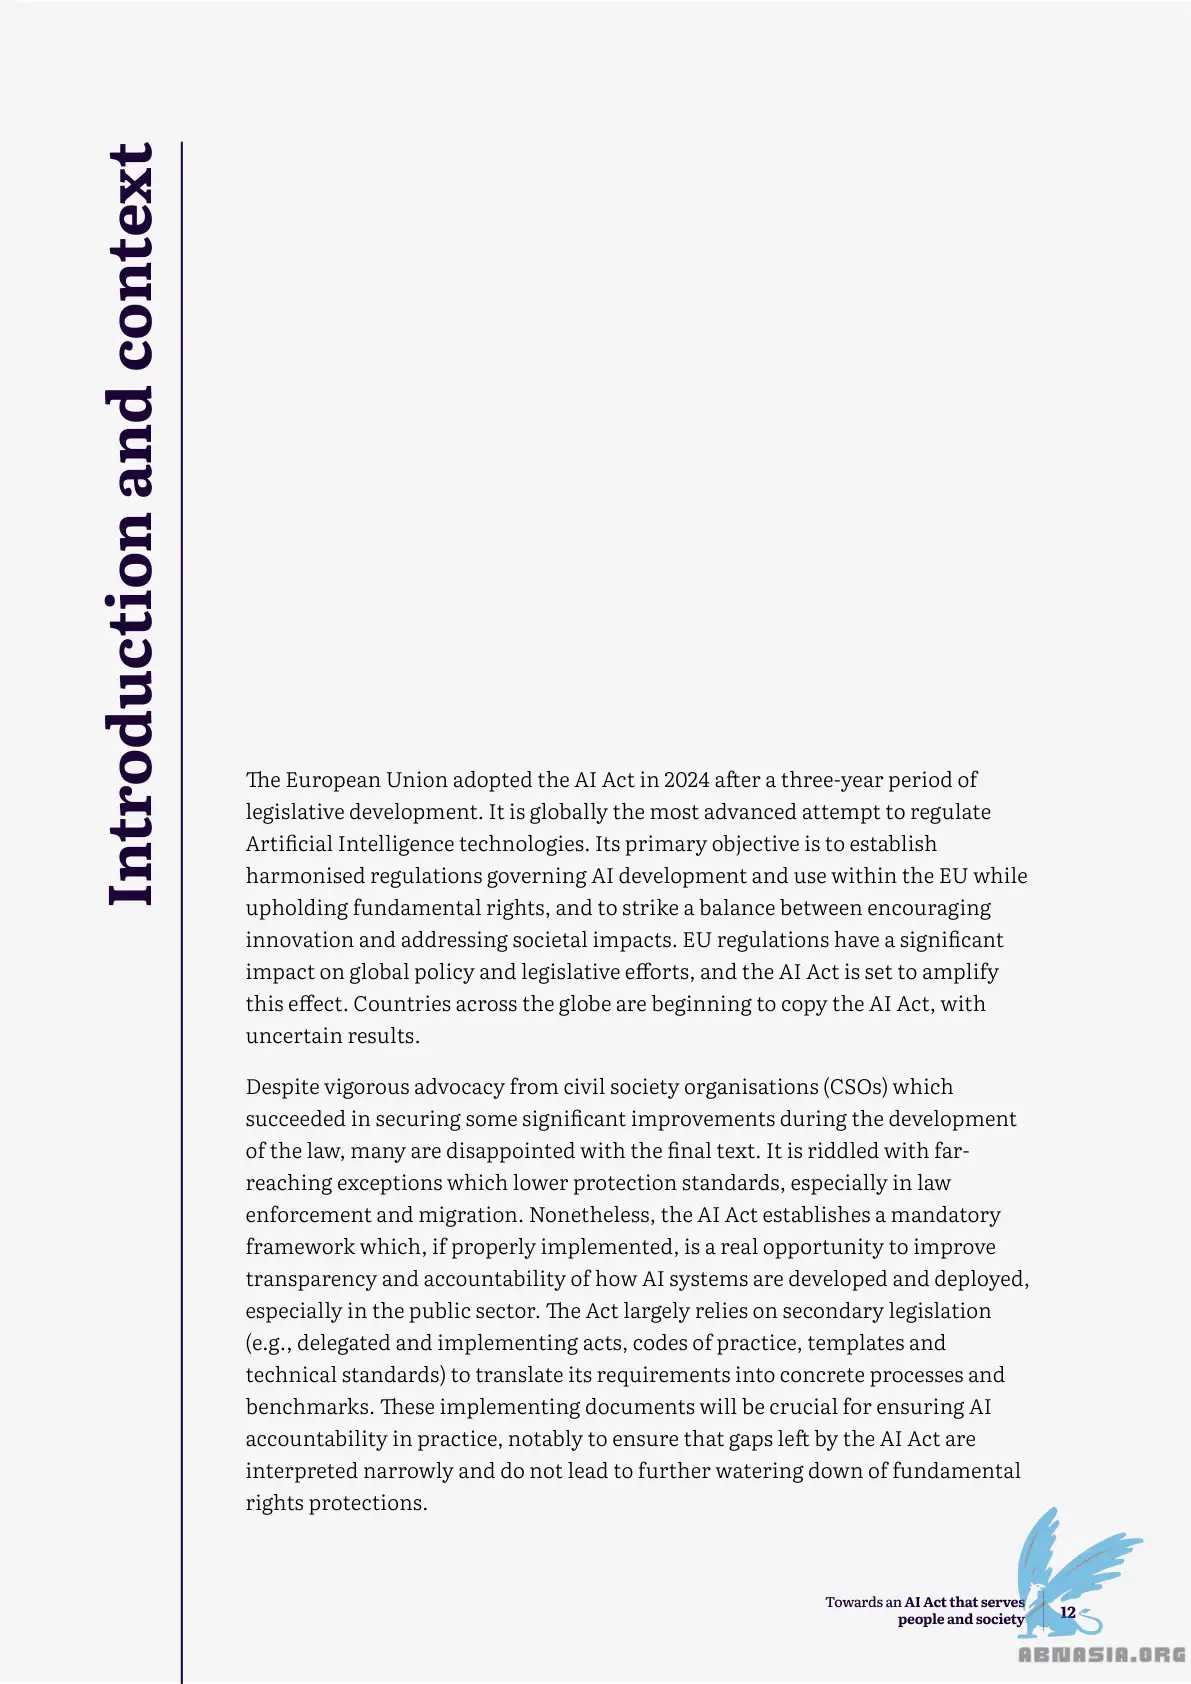 Introduction and context
The European Union adopted the AI Act in 2024 after a three-year period of
legislative development. It is globally the most advanced attempt to regulate
Artificial Intelligence technologies. Its primary objective is to establish
harmonised regulations governing AI development and use within the EU while
upholding fundamental rights, and to strike a balance between encouraging
innovation and addressing societal impacts. EU regulations have a significant
impact on global policy and legislative efforts, and the AI Act is set to amplify
this effect. Countries across the globe are beginning to copy the AI Act, with
uncertain results.
Despite vigorous advocacy from civil society organisations (CSOs) which
succeeded in securing some significant improvements during the development
of the law, many are disappointed with the final text. It is riddled with far-
reaching exceptions which lower protection standards, especially in law
enforcement and migration. Nonetheless, the AI Act establishes a mandatory
framework which, if properly implemented, is a real opportunity to improve
transparency and accountability of how AI systems are developed and deployed,
especially in the public sector. The Act largely relies on secondary legislation
(e.g., delegated and implementing acts, codes of practice, templates and
technical standards) to translate its requirements into concrete processes and
benchmarks. These implementing documents will be crucial for ensuring AI
accountability in practice, notably to ensure that gaps left by the AI Act are
interpreted narrowly and do not lead to further watering down of fundamental
rights protections.
Towards an AI Act that serves
people and society
12
ABNASIA.ORG